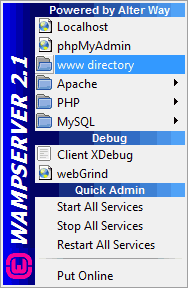 WAMPSERVER 2.1
Powered by Alter Way
Localhost
phpMyAdmin
www directory
Apache
PHP
MySQL
Debug
Client XDebug
webGrind
Quick Admin
Start All Services
Stop All Services
Restart All Services
Put Online